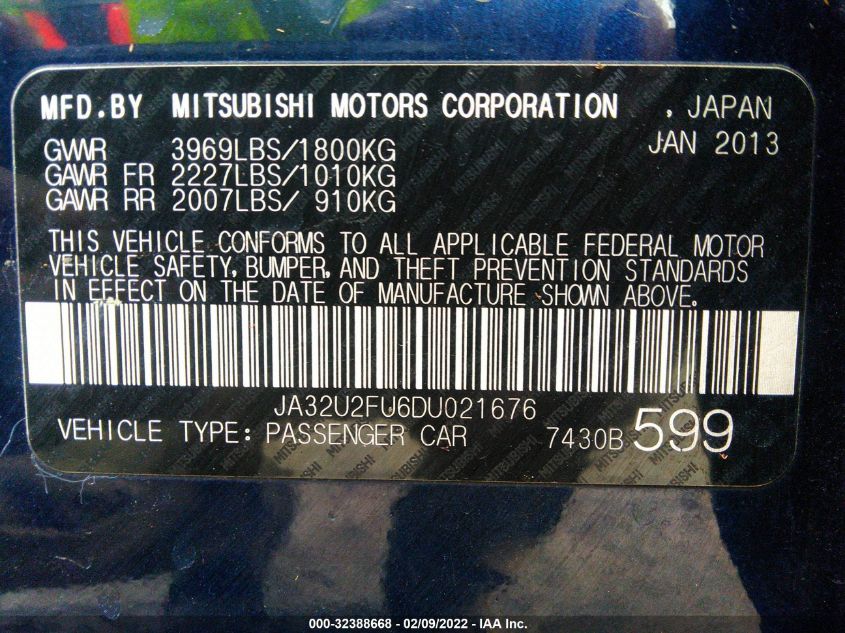 MFD.BY MITSUBISHI MOTORS CORPORATION , JAPAN
JAN 2013
GVWR 3969LBS/1800KG
GAWR FR 2227LBS/1010KG
GAWR RR 2007LBS/ 910KG
THIS VEHICLE CONFORMS TO ALL APPLICABLE FEDERAL MOTOR
VEHICLE SAFETY, BUMPER, AND THEFT PREVENTION STANDARDS
IN EFFECT ON THE DATE OF MANUFACTURE SHOWN ABOVE.
JA32U2FU6DU021676
VEHICLE TYPE: PASSENGER CAR 7430B 599
000-32388668 - 02/09/2022 - IAA Inc.